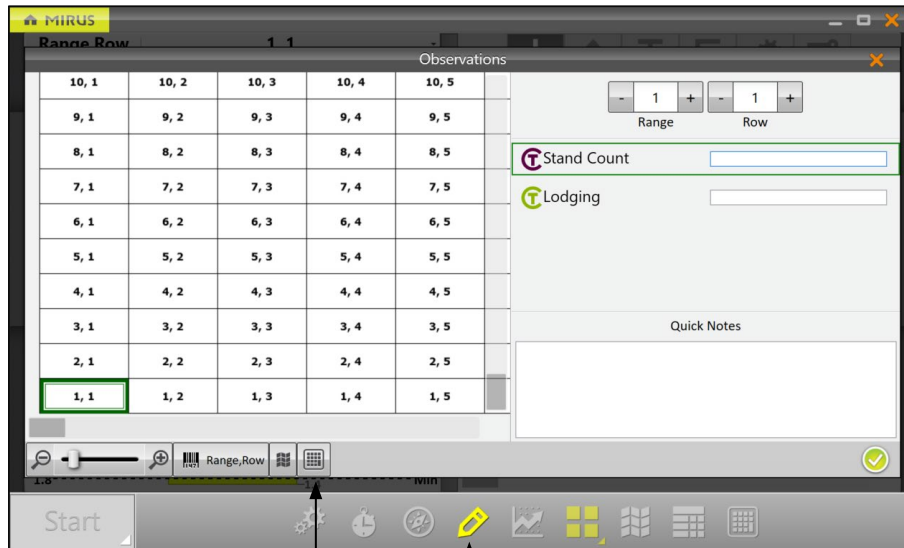 MIRUS
Range Row 1 1
Observations
10, 1 10, 2 10, 3 10, 4 10, 5
9, 1 9, 2 9, 3 9, 4 9, 5
8, 1 8, 2 8, 3 8, 4 8, 5
7, 1 7, 2 7, 3 7, 4 7, 5
6, 1 6, 2 6, 3 6, 4 6, 5
5, 1 5, 2 5, 3 5, 4 5, 5
4, 1 4, 2 4, 3 4, 4 4, 5
3, 1 3, 2 3, 3 3, 4 3, 5
2, 1 2, 2 2, 3 2, 4 2, 5
1, 1 1, 2 1, 3 1, 4 1, 5
- 1 + - 1 +
Range Row
T Stand Count
T Lodging
Quick Notes
Range,Row
1.8 Min
Start